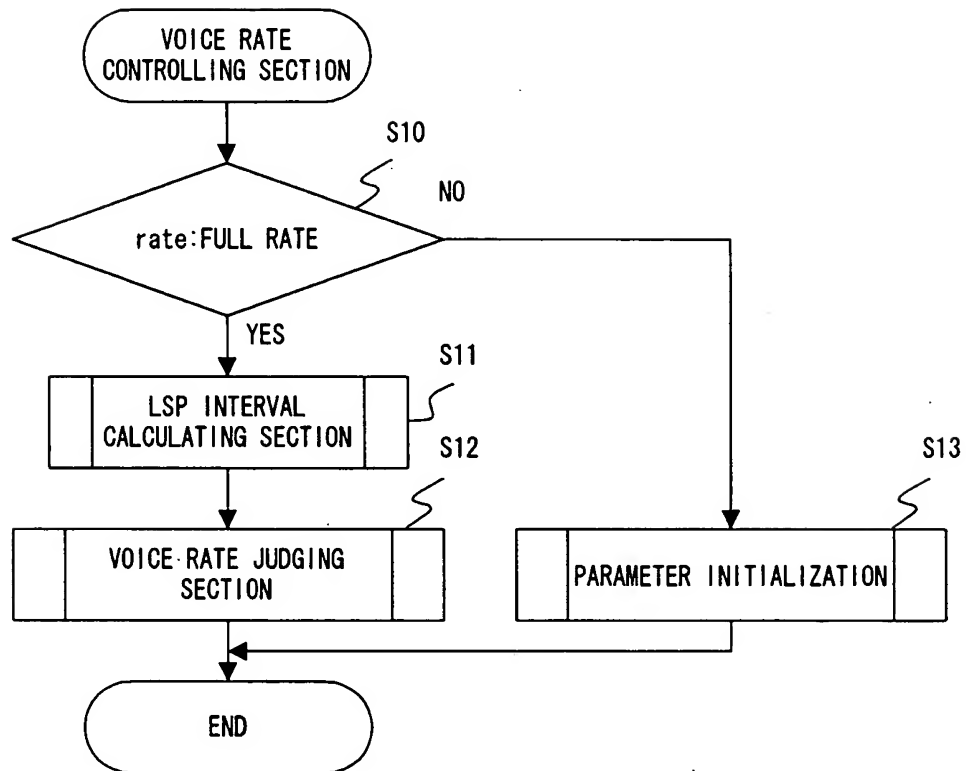 VOICE RATE
CONTROLLING SECTION
S10
NO
rate:FULL RATE
YES
S11
LSP INTERVAL
CALCULATING SECTION
S12
S13
VOICE RATE JUDGING
SECTION
PARAMETER INITIALIZATION
END